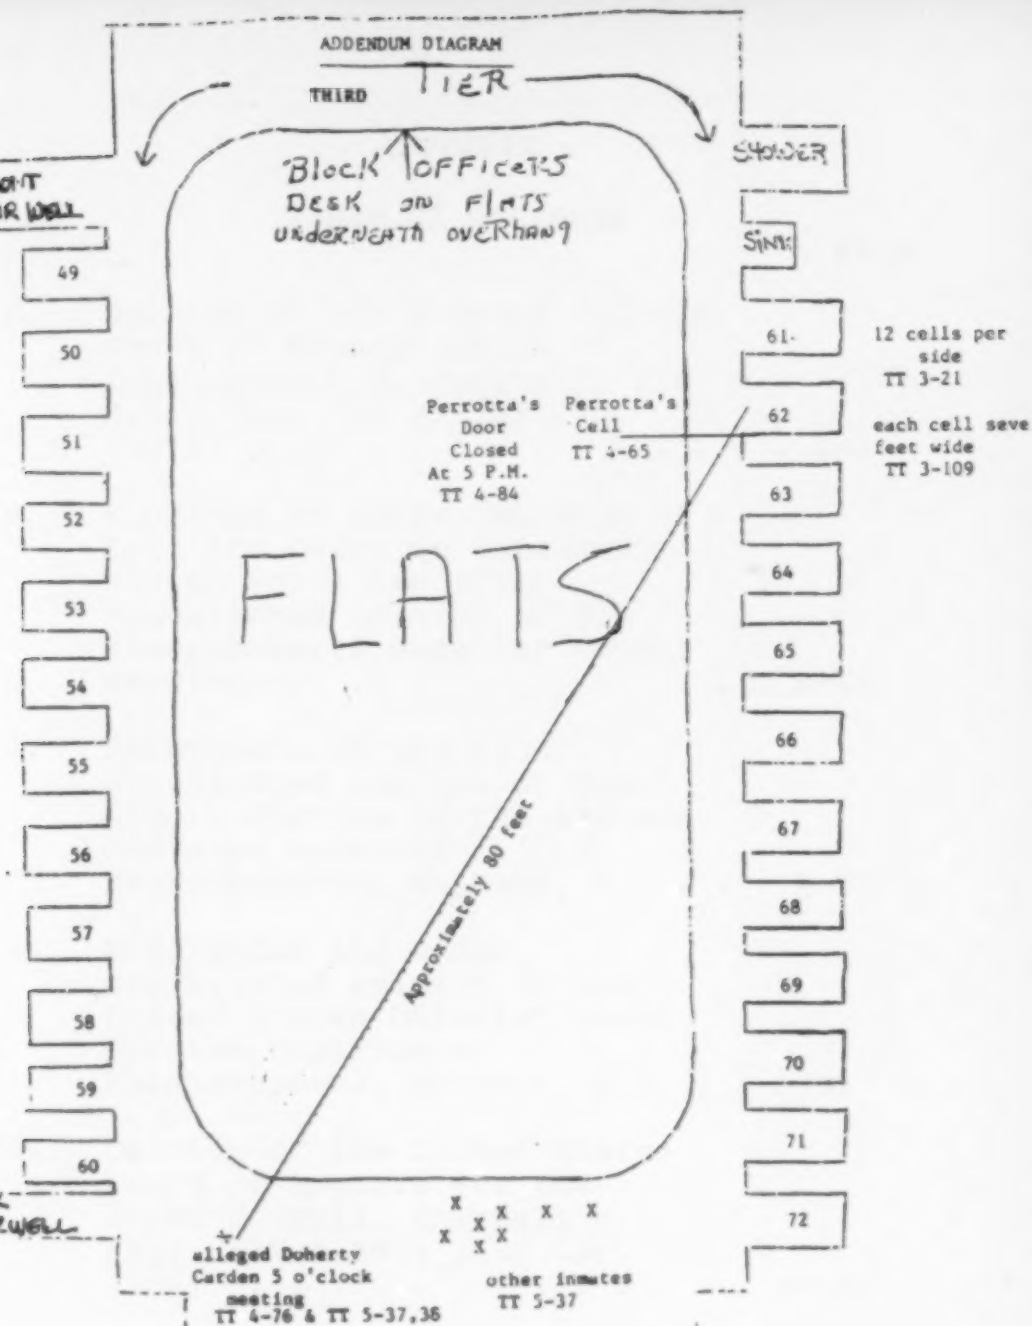 ADDENDUM DIAGRAM
THIRD TIER
Block OFFICERS
DESK ON FLATS
UNDERNEATH OVERHANG
SHOWER
SINK
WELL
49
50
51
52
53
54
55
56
57
58
59
60
WELL
61
62
63
64
65
66
67
68
69
70
71
72
12 cells per
side
TT 3-21
each cell seve
feet wide
TT 3-109
Perrotta's
Door
Closed
At 5 P.M.
TT 4-84
Perrotta's
Cell
TT 4-65
FLATS
Approximately 80 feet
X
X X X X
X X X
X
alleged Doherty
Carden 5 o'clock
meeting
TT 4-76 & TT 5-37,38
other inmates
TT 5-37